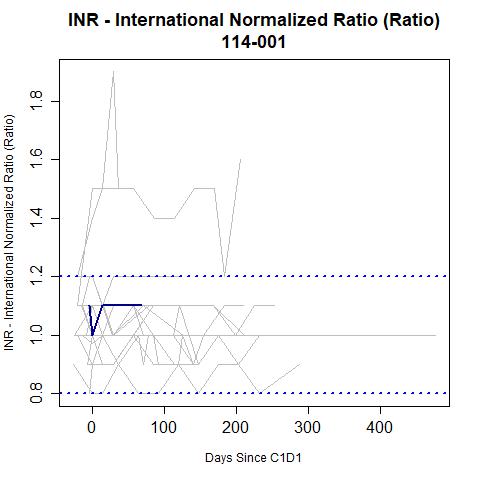 INR - International Normalized Ratio (Ratio)
114-001
INR - International Normalized Ratio (Ratio)
1.8
1.6
1.4
1.2
1.0
0.8
0 100 200 300 400
Days Since C1D1